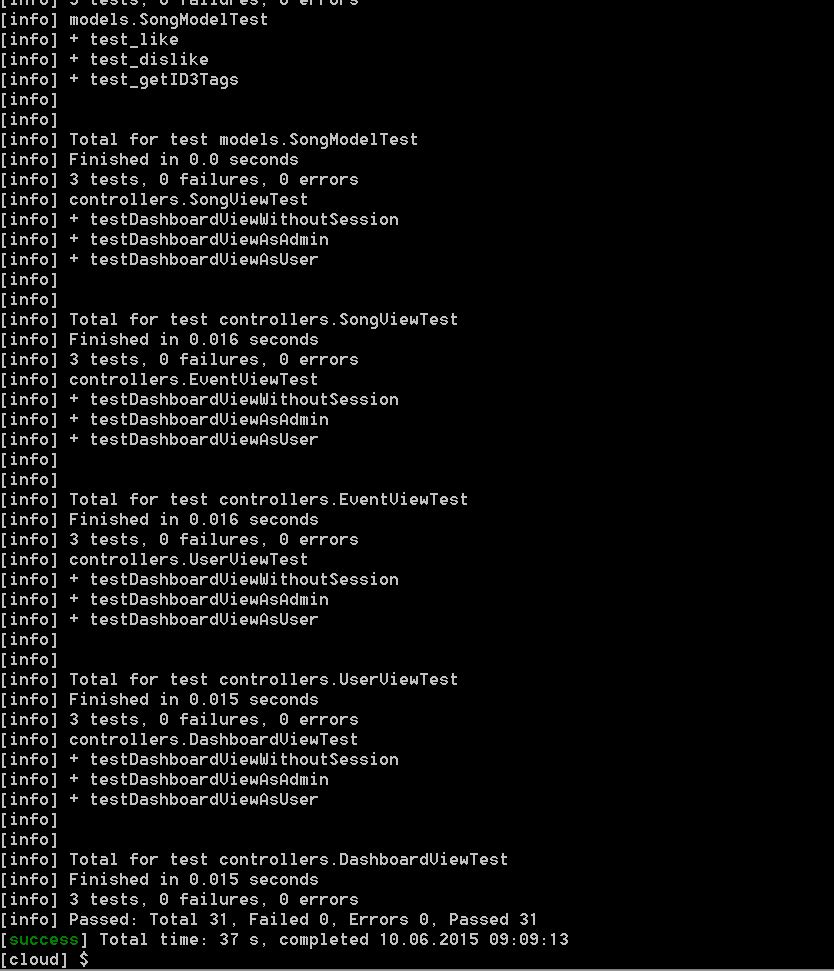 [info] 3 tests, 0 failures, 0 errors
[info] models.SongModelTest
[info] + test_like
[info] + test_dislike
[info] + test_getID3Tags
[info]
[info]
[info] Total for test models.SongModelTest
[info] Finished in 0.0 seconds
[info] 3 tests, 0 failures, 0 errors
[info] controllers.SongViewTest
[info] + testDashboardViewWithoutSession
[info] + testDashboardViewAsAdmin
[info] + testDashboardViewAsUser
[info]
[info]
[info] Total for test controllers.SongViewTest
[info] Finished in 0.016 seconds
[info] 3 tests, 0 failures, 0 errors
[info] controllers.EventViewTest
[info] + testDashboardViewWithoutSession
[info] + testDashboardViewAsAdmin
[info] + testDashboardViewAsUser
[info]
[info]
[info] Total for test controllers.EventViewTest
[info] Finished in 0.016 seconds
[info] 3 tests, 0 failures, 0 errors
[info] controllers.UserViewTest
[info] + testDashboardViewWithoutSession
[info] + testDashboardViewAsAdmin
[info] + testDashboardViewAsUser
[info]
[info]
[info] Total for test controllers.UserViewTest
[info] Finished in 0.015 seconds
[info] 3 tests, 0 failures, 0 errors
[info] controllers.DashboardViewTest
[info] + testDashboardViewWithoutSession
[info] + testDashboardViewAsAdmin
[info] + testDashboardViewAsUser
[info]
[info]
[info] Total for test controllers.DashboardViewTest
[info] Finished in 0.015 seconds
[info] 3 tests, 0 failures, 0 errors
[info] Passed: Total 31, Failed 0, Errors 0, Passed 31
[success] Total time: 37 s, completed 10.06.2015 09:09:13
[cloud] $